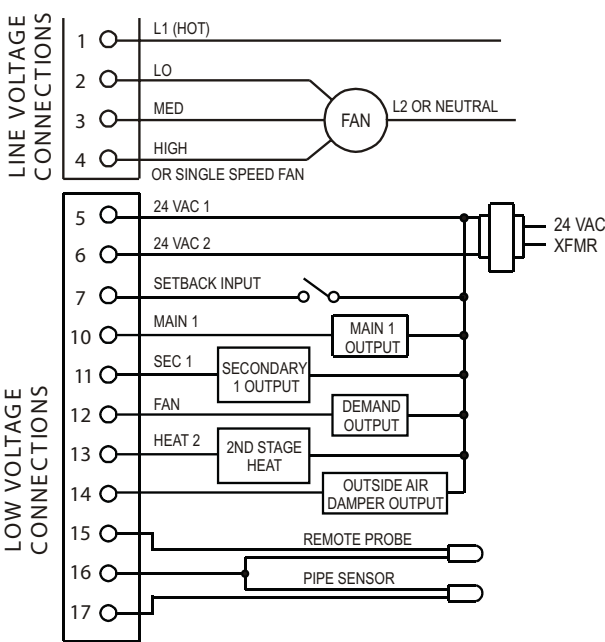 LINE VOLTAGE
CONNECTIONS
1 L1 (HOT)
2 LO
3 MED
4 HIGH
OR SINGLE SPEED FAN
FAN
L2 OR NEUTRAL
LOW VOLTAGE
CONNECTIONS
5 24 VAC 1
6 24 VAC 2
24 VAC
XFMR
7 SETBACK INPUT
10 MAIN 1
MAIN 1
OUTPUT
11 SEC 1
SECONDARY
1 OUTPUT
12 FAN
DEMAND
OUTPUT
13 HEAT 2
2ND STAGE
HEAT
14
OUTSIDE AIR
DAMPER OUTPUT
15
REMOTE PROBE
16
PIPE SENSOR
17